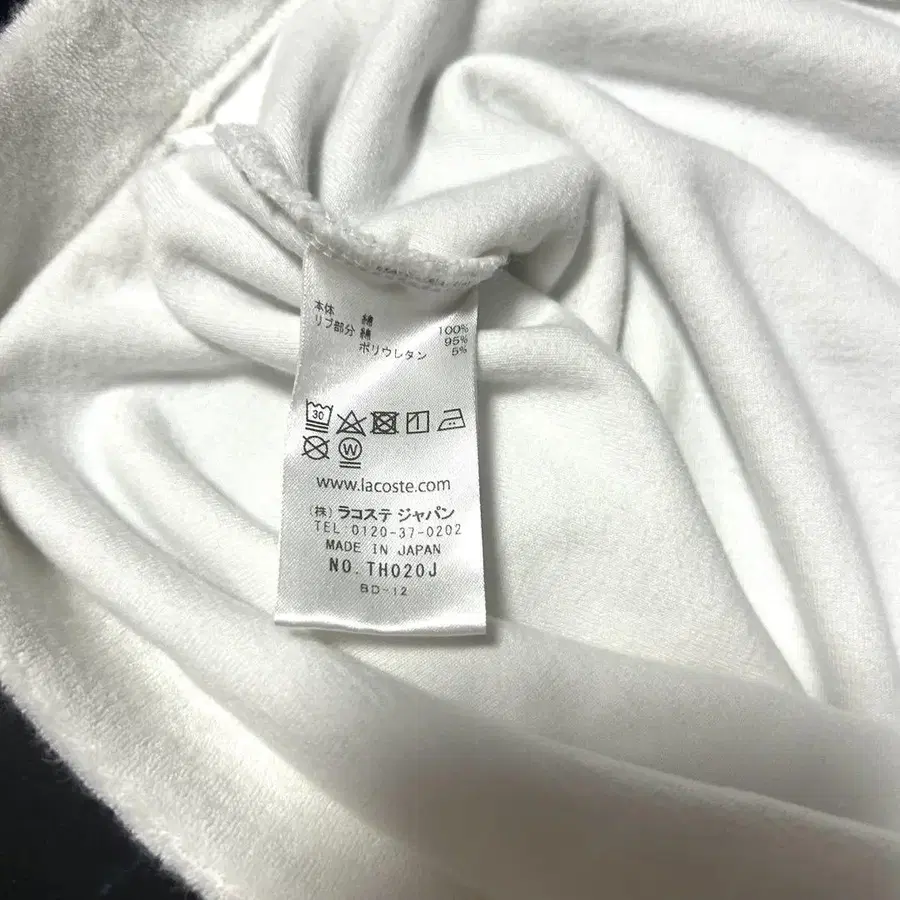 本体 綿 100%
リブ部分 綿 95%
ポリウレタン 5%
30
W
www.lacoste.com
(株) ラコステ ジャパン
TEL:0120-37-0202
MADE IN JAPAN
NO. TH020J
BD-12